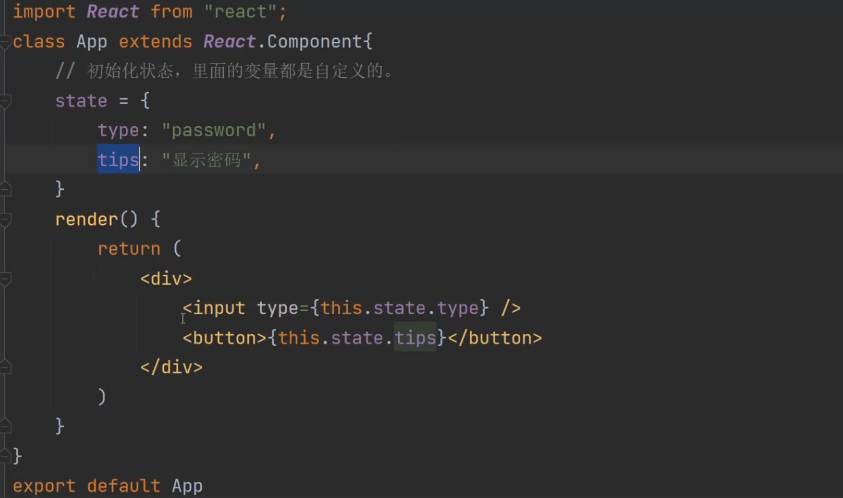 import React from "react";
class App extends React.Component{
    // 初始化状态，里面的变量都是自定义的。
    state = {
        type: "password",
        tips: "显示密码",
    }
    render() {
        return (
            <div>
                <input type={this.state.type} />
                <button>{this.state.tips}</button>
            </div>
        )
    }
}
export default App